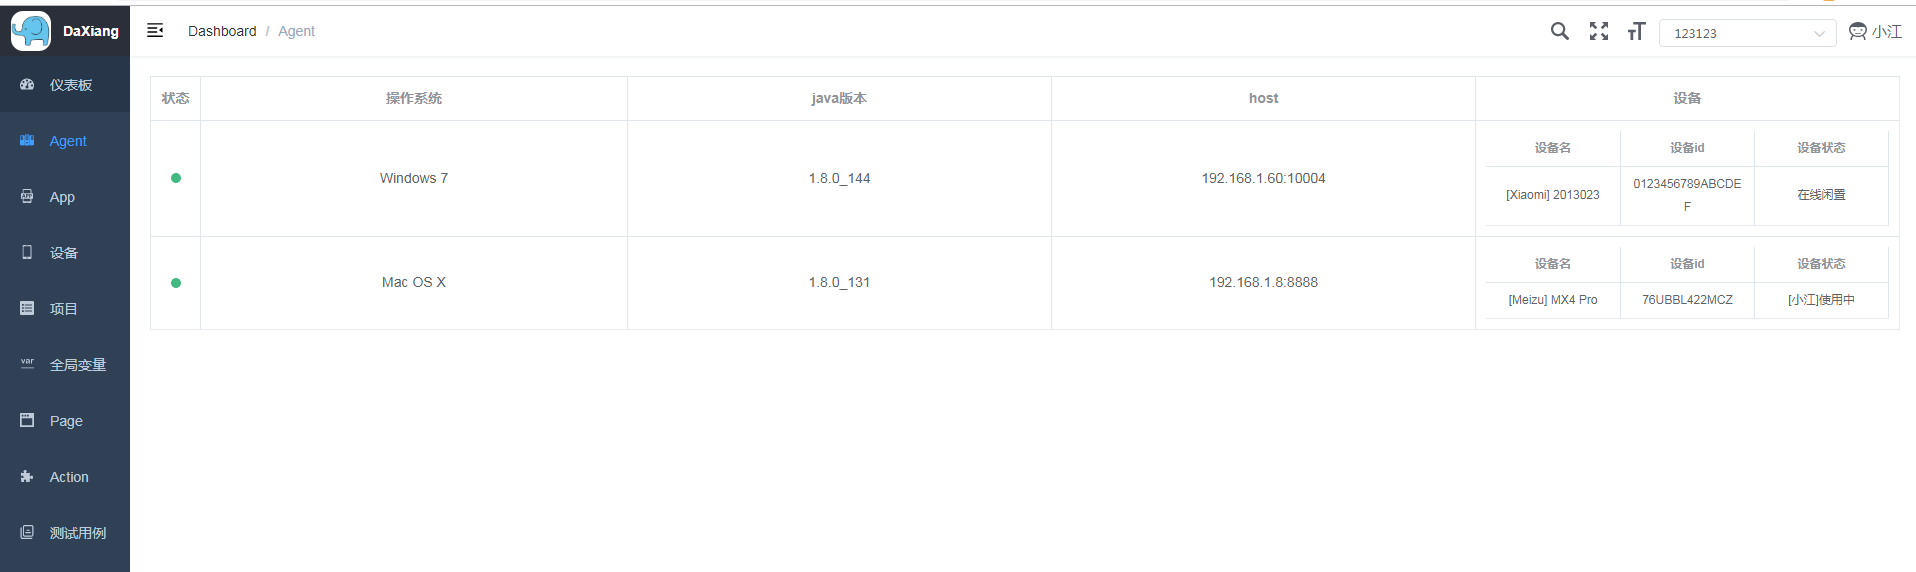 DaXiang
Dashboard / Agent
123123
小江
仪表板
Agent
App
设备
项目
var
全局变量
Page
Action
测试用例
状态 操作系统 java版本 host 设备
Windows 7 1.8.0_144 192.168.1.60:10004
设备名 设备id 设备状态
[Xiaomi] 2013023 0123456789ABCDE
F
在线闲置
Mac OS X 1.8.0_131 192.168.1.8:8888
设备名 设备id 设备状态
[Meizu] MX4 Pro 76UBBL422MCZ [小江]使用中